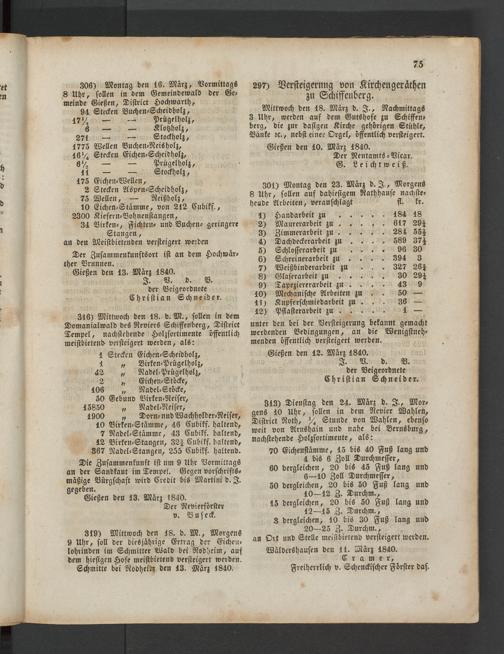 75
306) Montag den 16. März, Vormittags
8 Uhr, sollen in dem Gemeindewald der Ge-
meinde Gießen, District Hochwarth,
94 Stecken Buchen-Scheidholz,
17½ — — Prügelholz,
6 — — Klotzholz,
271 — — Stockholz,
1775 Wellen Buchen-Reisholz,
16¼ Stecken Eichen-Scheidholz,
6½ — — Prügelholz,
11 — — Stockholz,
175 Eichen-Wellen,
2 Stecken Aspen-Scheidholz,
75 Wellen, — Reisholz,
10 Eichen-Stämme, von 212 Cubikf.,
2300 Kiefern-Bohnenstangen,
34 Birken-, Fichten- und Buchen- geringere
Stangen,
an den Meistbietenden versteigert werden
Der Zusammenkunftsort ist an dem Hochwär-
ther Brunnen.
Gießen den 13. März 1840.
J. V. d. B.
der Beigeordnete
Christian Schneider.
316) Mittwoch den 18. d. M., sollen in dem
Domanialwald des Reviers Schiffenberg, District
Tempel, nachstehende Holzsortimente öffentlich
meistbietend versteigert werden, als:
1 Stecken Eichen-Scheidholz,
1 „ Birken-Prügelholz,
42 „ Nadel-Prügelholz,
2 „ Eichen-Stöcke,
106 „ Nadel-Stöcke,
50 Gebund Birken-Reiser,
15850 „ Nadel-Reiser,
1900 „ Dorn- und Wachholder-Reiser,
10 Birken-Stämme, 46 Cubikf. haltend,
7 Nadel-Stämme, 43 Cubikf. haltend,
12 Birken-Stangen, 32½ Cubikf. haltend,
367 Nadel-Stangen, 255 Cubikf. haltend.
Die Zusammenkunft ist um 9 Uhr Vormittags
an der Sandkaut im Tempel. Gegen vorschrifts-
mäßige Bürgschaft wird Credit bis Martini d. J.
gegeben.
Gießen den 13. März 1840.
Der Revierförster
v. Buseck.
319) Mittwoch den 18. d. M., Morgens
9 Uhr, soll der diesjährige Ertrag der Eichen-
lohrinden im Schmitter Wald bei Rodheim, auf
dem hiesigen Hofe meistbietend versteigert werden.
Schmitte bei Rodheim den 13. März 1840.
297) Versteigerung von Kirchengeräthen
zu Schiffenberg.
Mittwoch den 18. März d. J., Nachmittags
3 Uhr, werden auf dem Gutshofe zu Schiffen-
berg, die zur dasigen Kirche gehörigen Stühle,
Bänke ꝛc., nebst einer Orgel, öffentlich versteigert.
Gießen den 10. März 1840.
Der Rentamts-Vicar.
G. Leichtweiß.
301) Montag den 23. März d. J., Morgens
8 Uhr, sollen auf dahiesigem Rathhause nachste-
hende Arbeiten, veranschlagt fl. kr.
1) Handarbeit zu . . . . . 184 18
2) Maurerarbeit zu . . . . . 617 29½
3) Zimmerarbeit zu . . . . . 284 55½
4) Dachdeckerarbeit zu . . . . 589 37½
5) Schlosserarbeit zu . . . . 96 30
6) Scheinerarbeit zu . . . . 394 3
7) Weißbinderarbeit zu . . . . 327 26½
8) Glaserarbeit zu . . . . . 30 29½
9) Tapezierarbeit zu . . . . 43 9
10) Mechanische Arbeiten zu . . . 50 —
11) Kupferschmiedarbeit zu . . . 36 —
12) Pflasterarbeit zu . . . . . 1 —
unter den bei der Versteigerung bekannt gemacht
werdenden Bedingungen, an die Wenigstneh-
menden öffentlich versteigert werden.
Gießen den 12. März 1840.
J. V. d. B.
der Beigeordnete
Christian Schneider.
313) Dienstag den 24. März d. J., Mor-
gens 10 Uhr, sollen in dem Revier Wahlen,
District Roth, ¼ Stunde von Wahlen, ebenso
weit von Arnshain und nahe bei Bernsburg,
nachstehende Holzsortimente, als:
70 Eichenstämme, 15 bis 40 Fuß lang und
4 bis 6 Zoll Durchmesser,
60 dergleichen, 20 bis 45 Fuß lang und
6—10 Zoll Durchmesser,
50 dergleichen, 20 bis 50 Fuß lang und
10—12 Z. Durchm.,
15 dergleichen, 20 bis 50 Fuß lang und
12—15 Z. Durchm.,
3 dergleichen, 10 bis 30 Fuß lang und
20—25 Z. Durchm.,
an Ort und Stelle meistbietend versteigert werden.
Wäldershausen den 11. März 1840.
Cramer,
Freiherrlich v. Schenckischer Förster das.